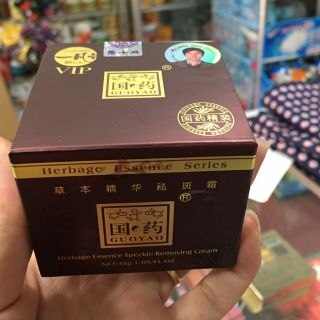 VIP
国药
GUOYAO
®
国药精装
Herbage Essence Series
草本精华祛斑霜
国药
®
GUOYAO
Herbage Essence Speckle Removing Cream